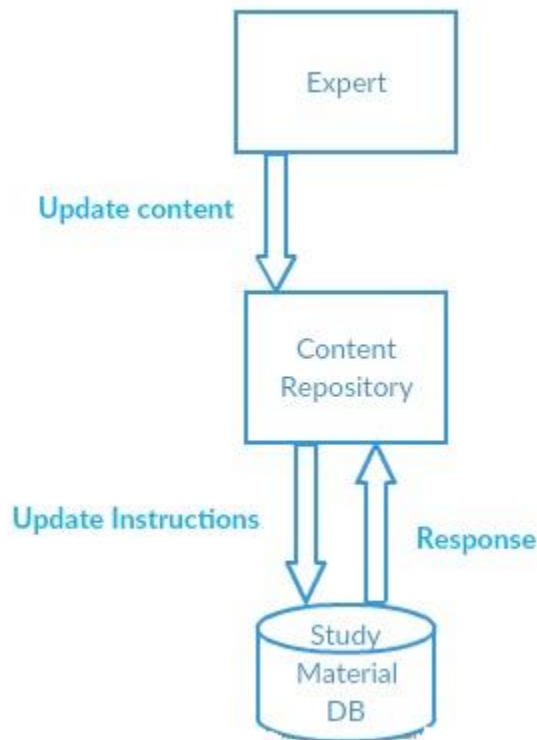 Expert
Update content
Content
Repository
Update Instructions
Response
Study
Material
DB